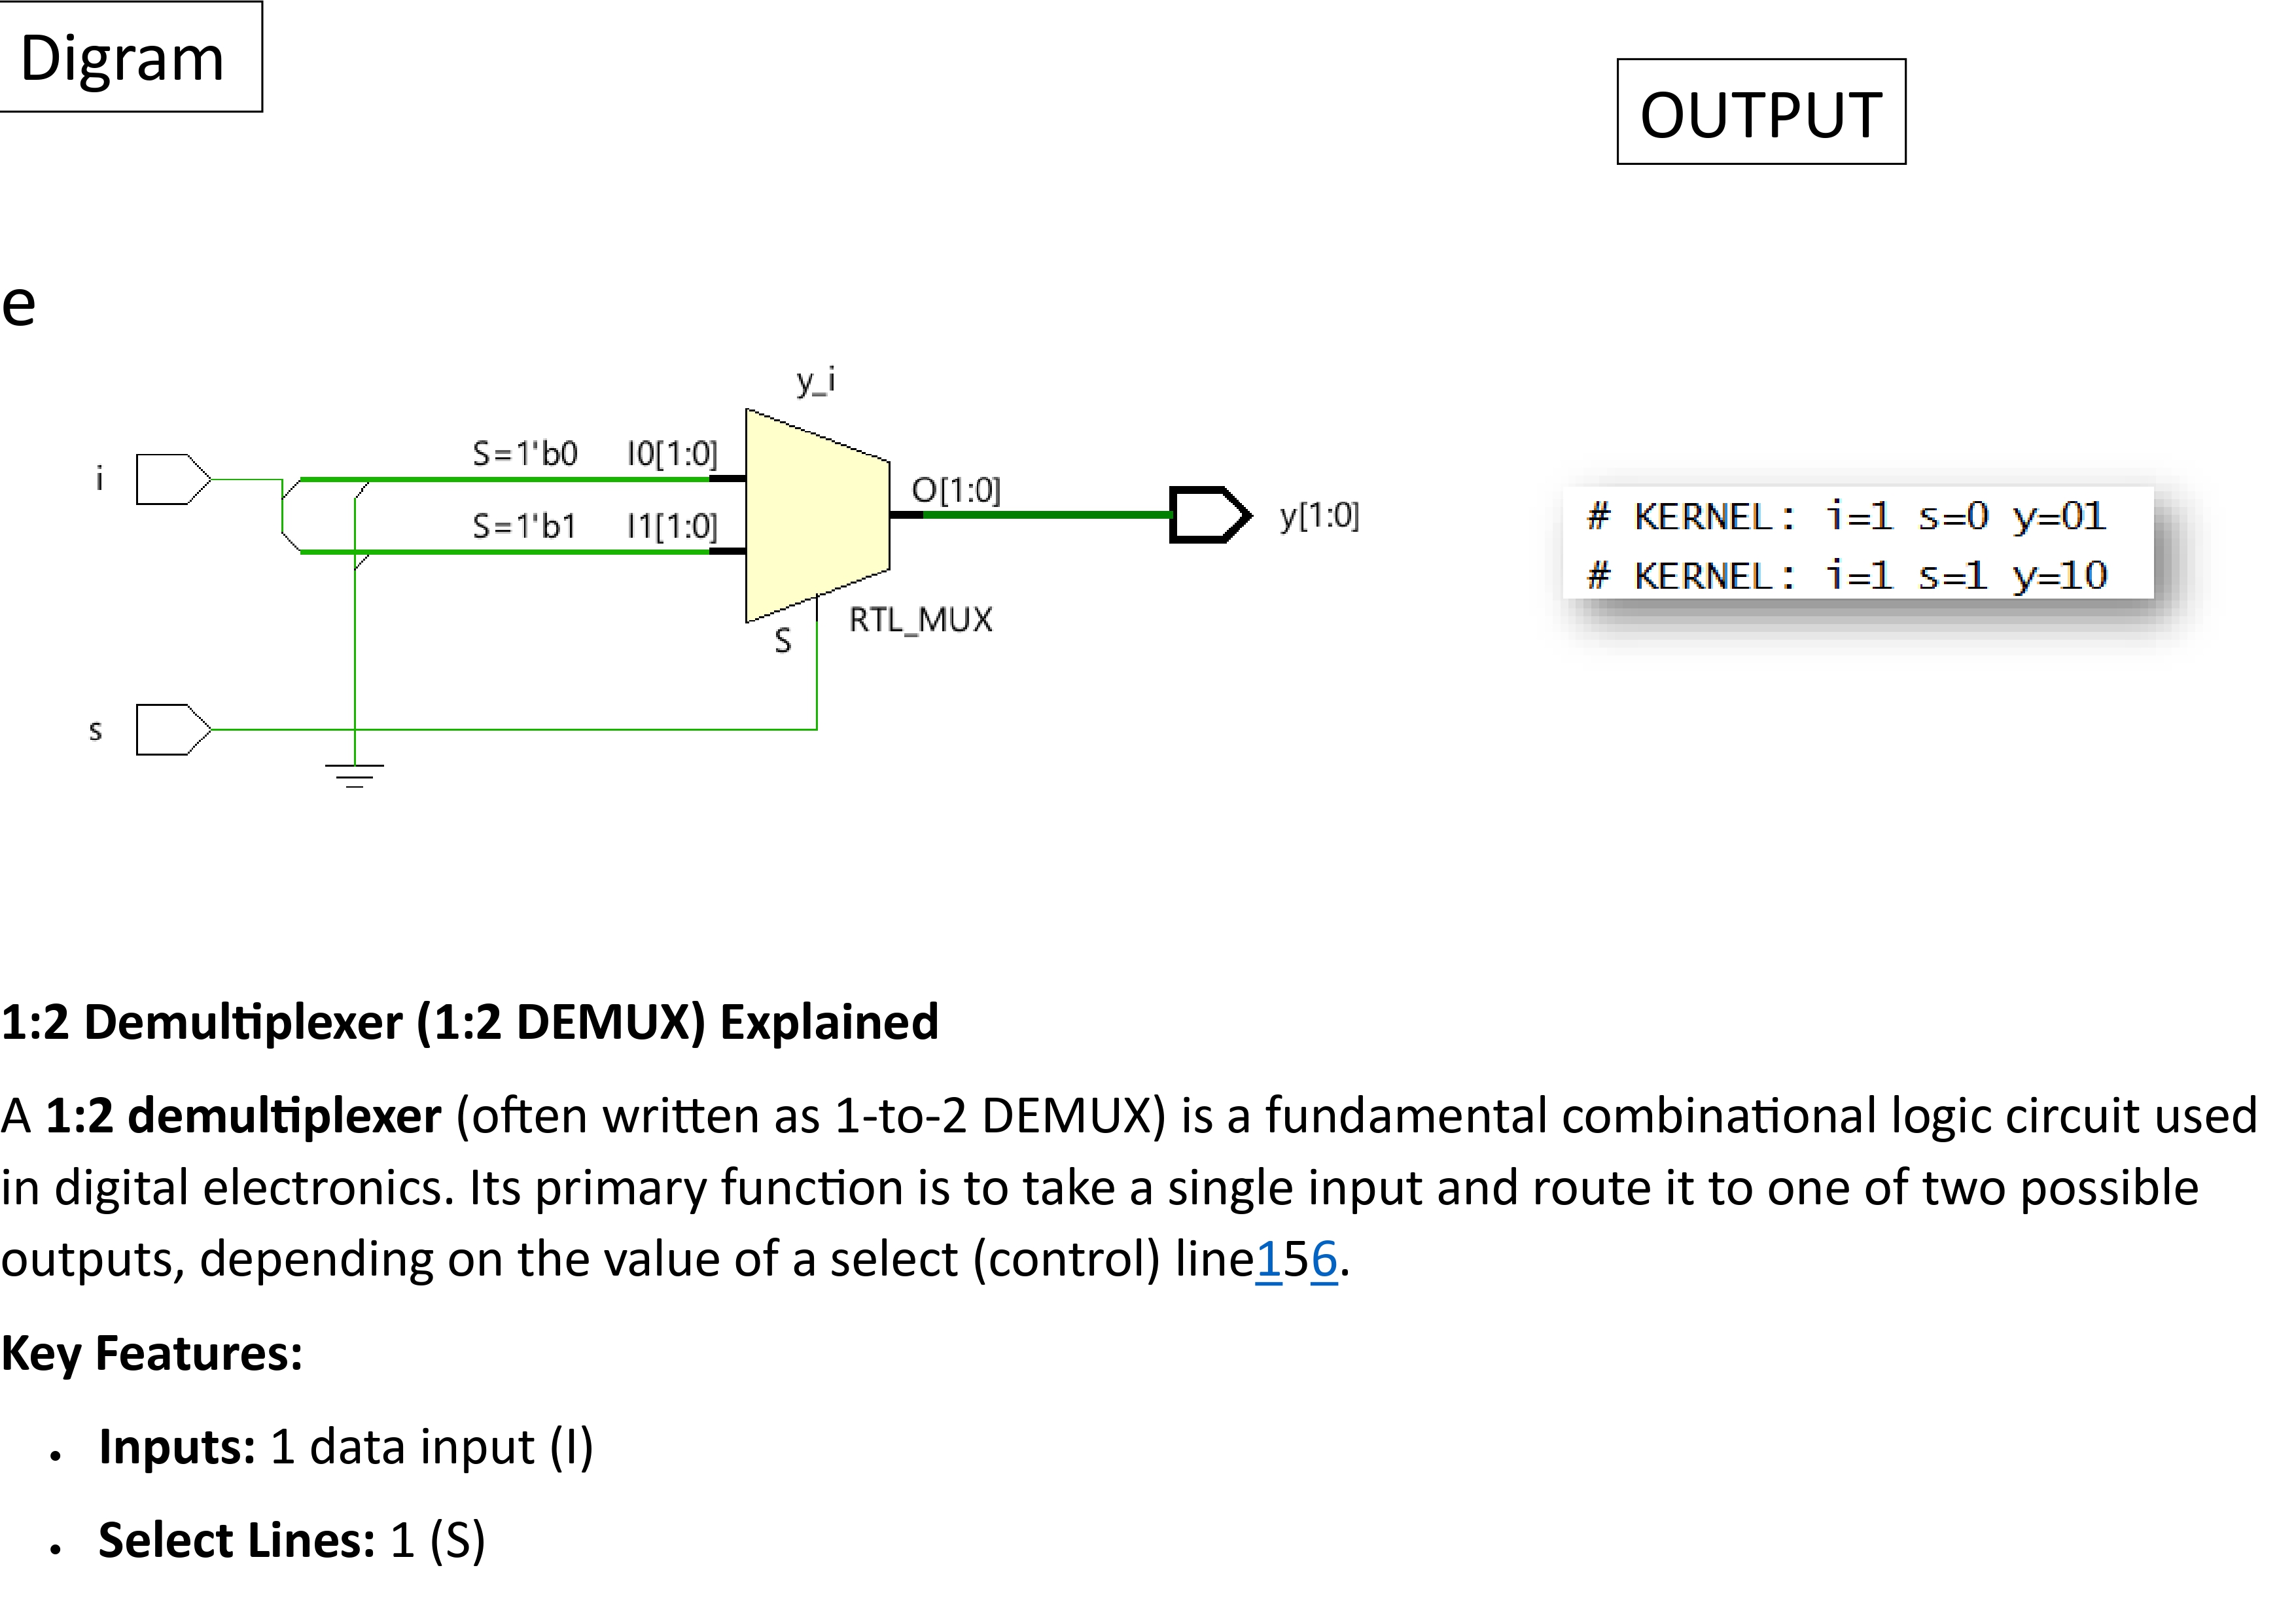 Digram
OUTPUT
e
y_i
S=1'b0 I0[1:0]
i
O[1:0]
S=1'b1 I1[1:0]
y[1:0]
RTL_MUX
S
s
# KERNEL: i=1 s=0 y=01
# KERNEL: i=1 s=1 y=10
1:2 Demultiplexer (1:2 DEMUX) Explained
A 1:2 demultiplexer (often written as 1-to-2 DEMUX) is a fundamental combinational logic circuit used
in digital electronics. Its primary function is to take a single input and route it to one of two possible
outputs, depending on the value of a select (control) line156.
Key Features:
• Inputs: 1 data input (I)
• Select Lines: 1 (S)